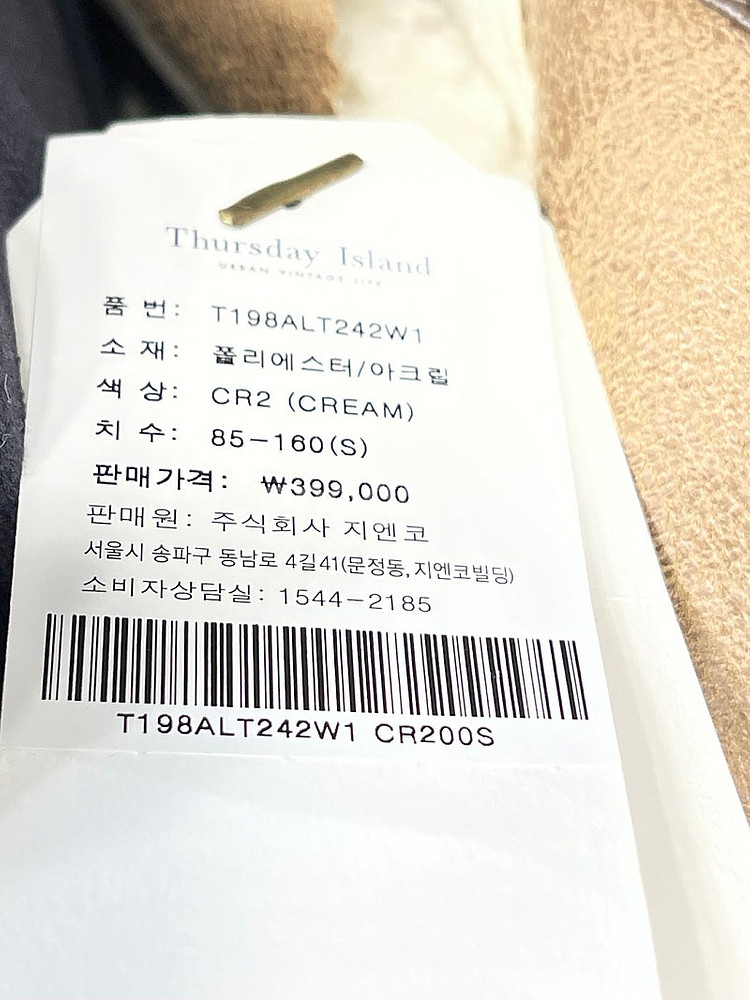 Thursday Island
URBAN VINTAGE LIFE
품 번: T198ALT242W1
소 재: 폴리에스터/아크릴
색 상: CR2 (CREAM)
치 수: 85-160(S)
판매가격: ₩399,000
판매원: 주식회사 지엔코
서울시 송파구 동남로 4길41(문정동, 지엔코빌딩)
소비자상담실: 1544-2185
T198ALT242W1 CR200S